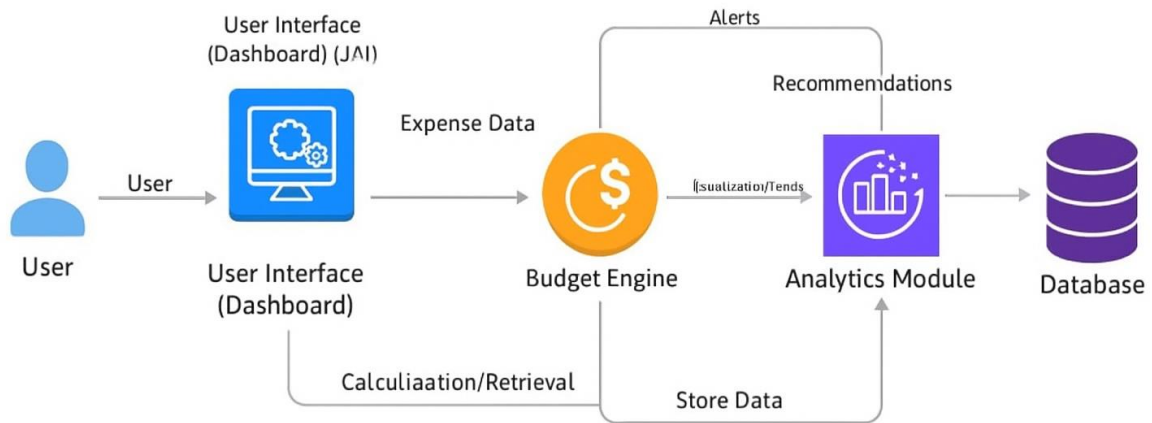 User Interface
(Dashboard) (JAI)
Alerts
Recommendations
Expense Data
User
User
User Interface
(Dashboard)
Budget Engine
Analytics Module
Database
Calculiaation/Retrieval
Store Data